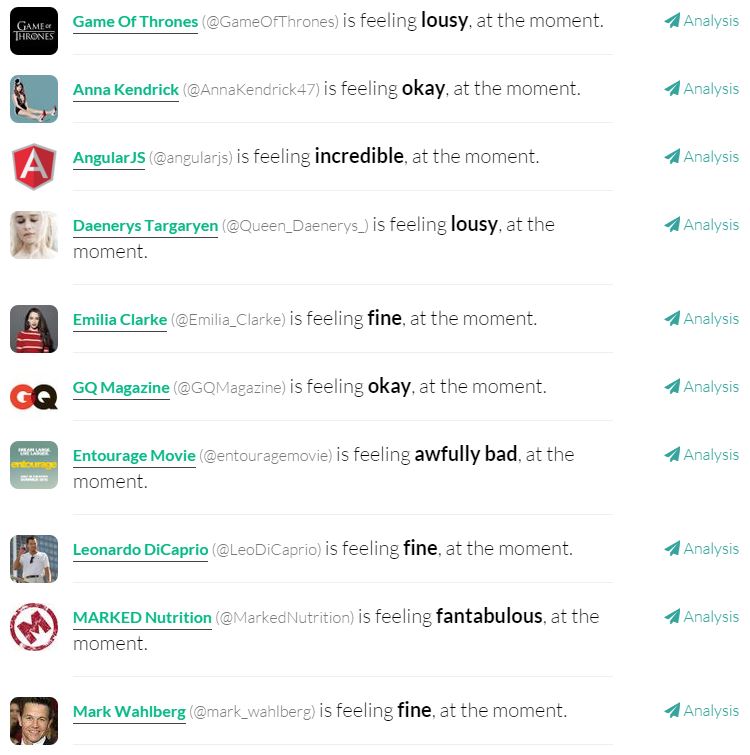 GAME OF
THRONES
Game Of Thrones (@GameOfThrones) is feeling lousy, at the moment.
Analysis
Anna Kendrick (@AnnaKendrick47) is feeling okay, at the moment.
Analysis
A
AngularJS (@angularjs) is feeling incredible, at the moment.
Analysis
Daenerys Targaryen (@Queen_Daenerys_) is feeling lousy, at the
moment.
Analysis
Emilia Clarke (@Emilia_Clarke) is feeling fine, at the moment.
Analysis
GQ
GQ Magazine (@GQMagazine) is feeling okay, at the moment.
Analysis
DREAM LARGE.
LIVE LARGER.
entourage
Entourage Movie (@entouragemovie) is feeling awfully bad, at the
moment.
Analysis
Leonardo DiCaprio (@LeoDiCaprio) is feeling fine, at the moment.
Analysis
M
MARKED Nutrition (@MarkedNutrition) is feeling fantabulous, at the
moment.
Analysis
Mark Wahlberg (@mark_wahlberg) is feeling fine, at the moment.
Analysis